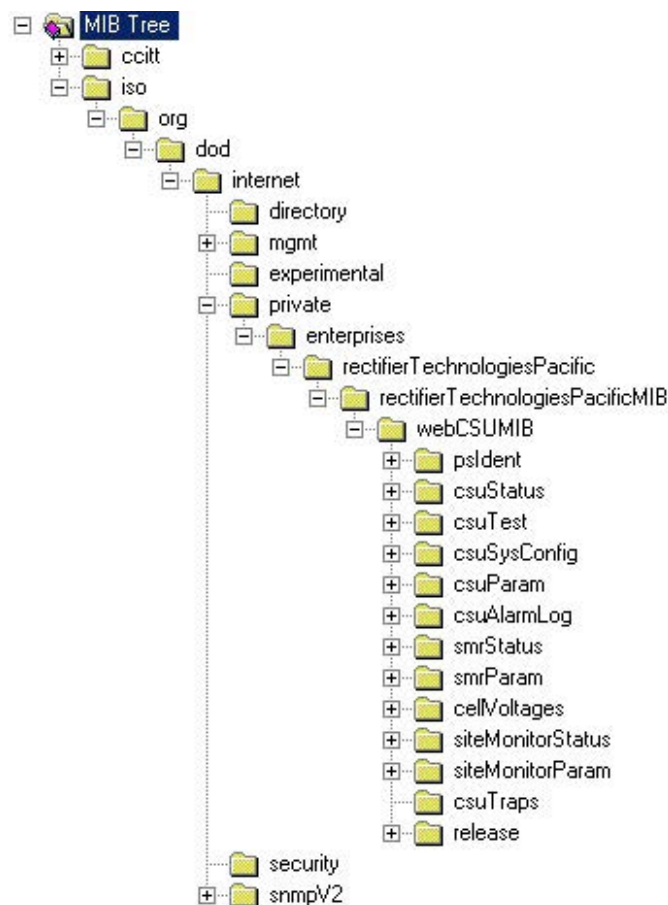 MIB Tree
ccitt
iso
org
dod
internet
directory
mgmt
experimental
private
enterprises
rectifierTechnologiesPacific
rectifierTechnologiesPacificMIB
webCSUMIB
psIdent
csuStatus
csuTest
csuSysConfig
csuParam
csuAlarmLog
smrStatus
smrParam
cellVoltages
siteMonitorStatus
siteMonitorParam
csuTraps
release
security
snmpV2